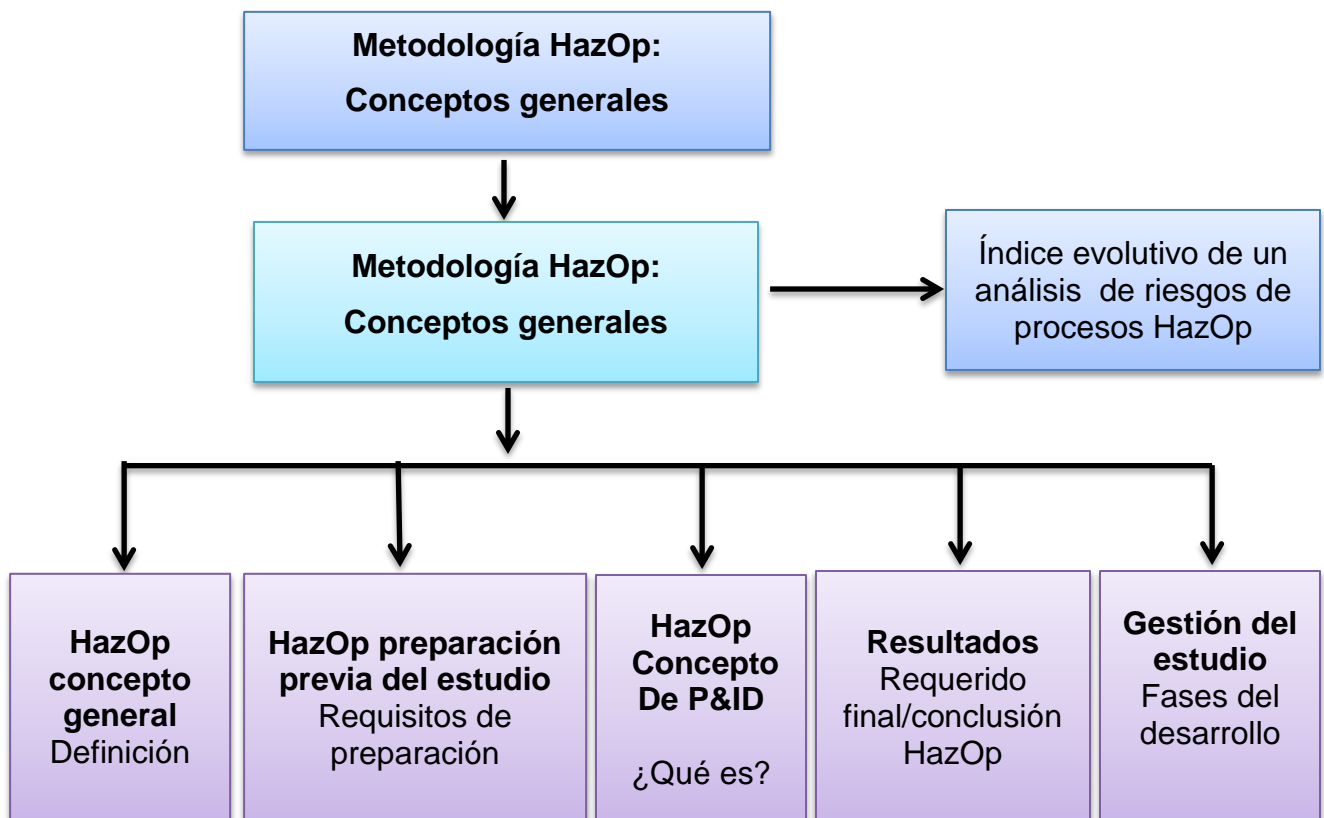 Metodología HazOp:
Conceptos generales
Metodología HazOp:
Conceptos generales
Índice evolutivo de un
análisis de riesgos de
procesos HazOp
HazOp
concepto
general
Definición
HazOp preparación
previa del estudio
Requisitos de
preparación
HazOp
Concepto
De P&ID
¿Qué es?
Resultados
Requerido
final/conclusión
HazOp
Gestión del
estudio
Fases del
desarrollo